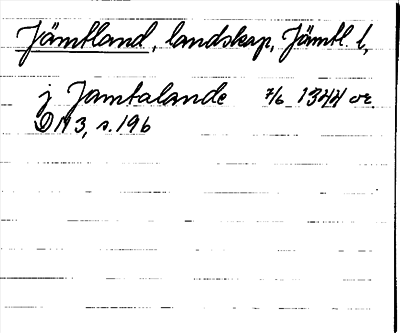 Jämtland, landskap, Jämtl. l,
j Jamtalande 7/6 1344 or.
DN 3, s. 196